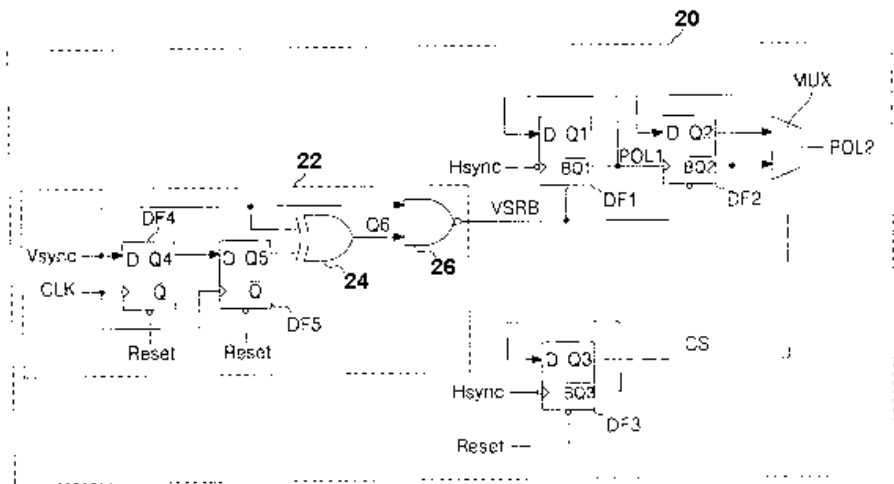 20
MUX
D Q1
D Q2
Hsync
BQ1
POL1
BQ2
POL2
22
DF1
DF2
VSRB
DF4
Q6
Vsync
D Q4
D Q5
24
26
CLK
Q
Q
DF5
Reset
Reset
D Q3
CS
Hsync
BQ3
DF3
Reset